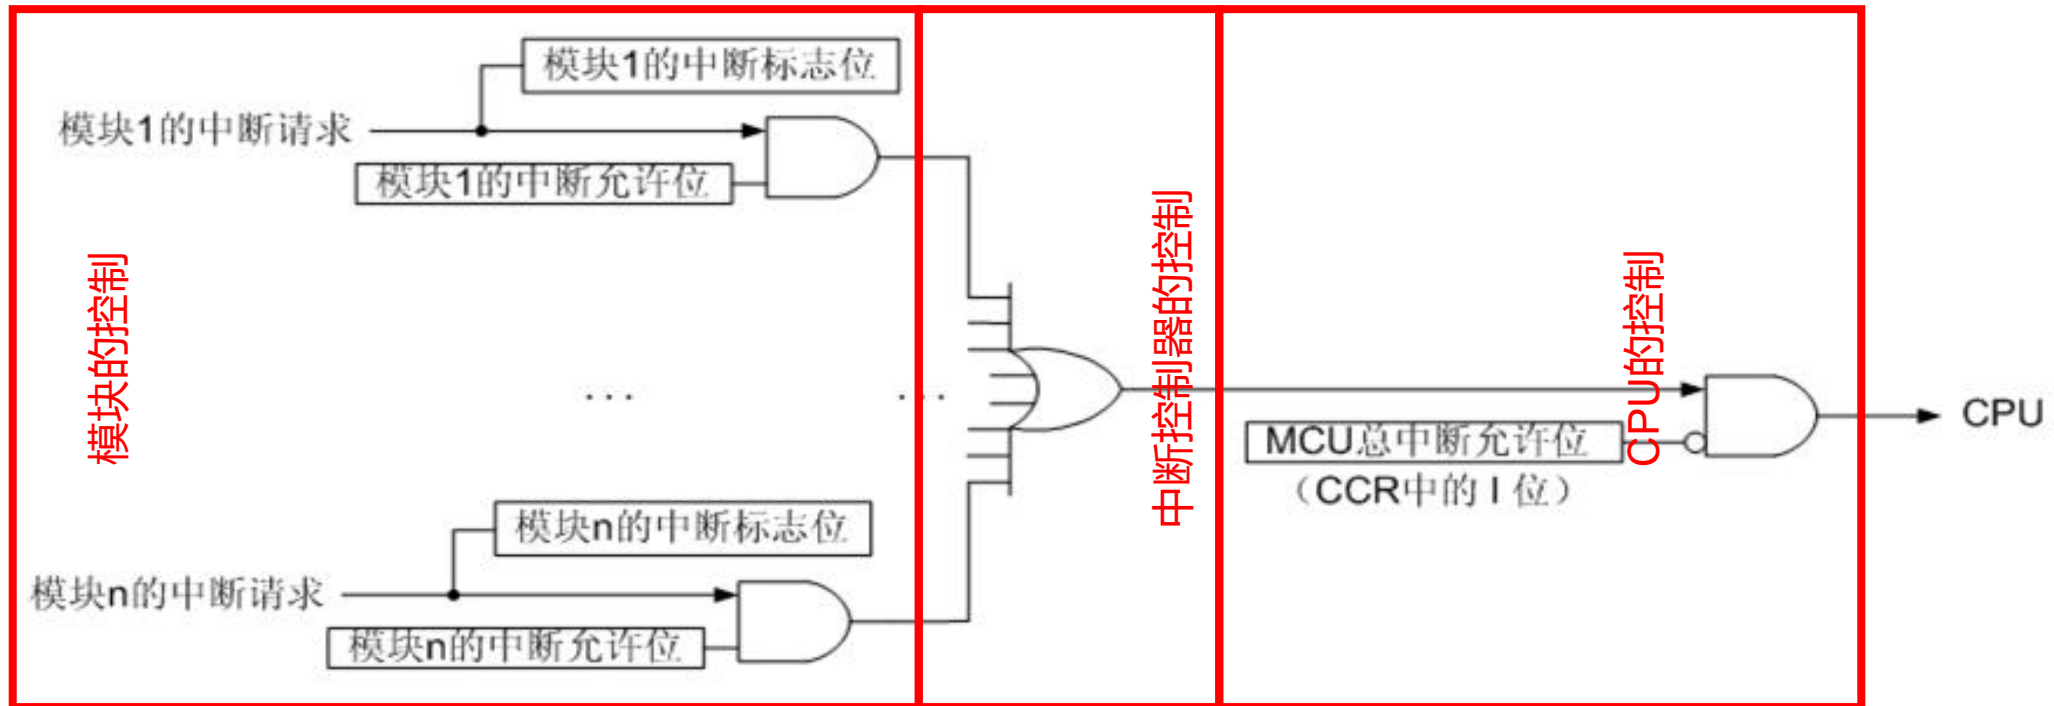 模块1的中断标志位
模块1的中断请求
模块1的中断允许位
模块的控制
中断控制器的控制
CPU的控制
...
...
CPU
MCU总中断允许位
（CCR中的 I 位）
模块n的中断标志位
模块n的中断请求
模块n的中断允许位